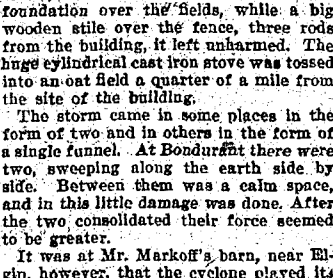 foundation over the fields, while a big
wooden stile over the fence, three rods
from the building, it left unharmed. The
huge cylindrical cast iron stove was tossed
into an oat field a quarter of a mile from
the site of the building.
The storm came in some places in the
form of two and in others in the form of
a single funnel. At Bondurant there were
two, sweeping along the earth side by
side. Between them was a calm space,
and in this little damage was done. After
the two consolidated their force seemed
to be greater.
It was at Mr. Markoff's barn, near El-
gin, however, that the cyclone played its